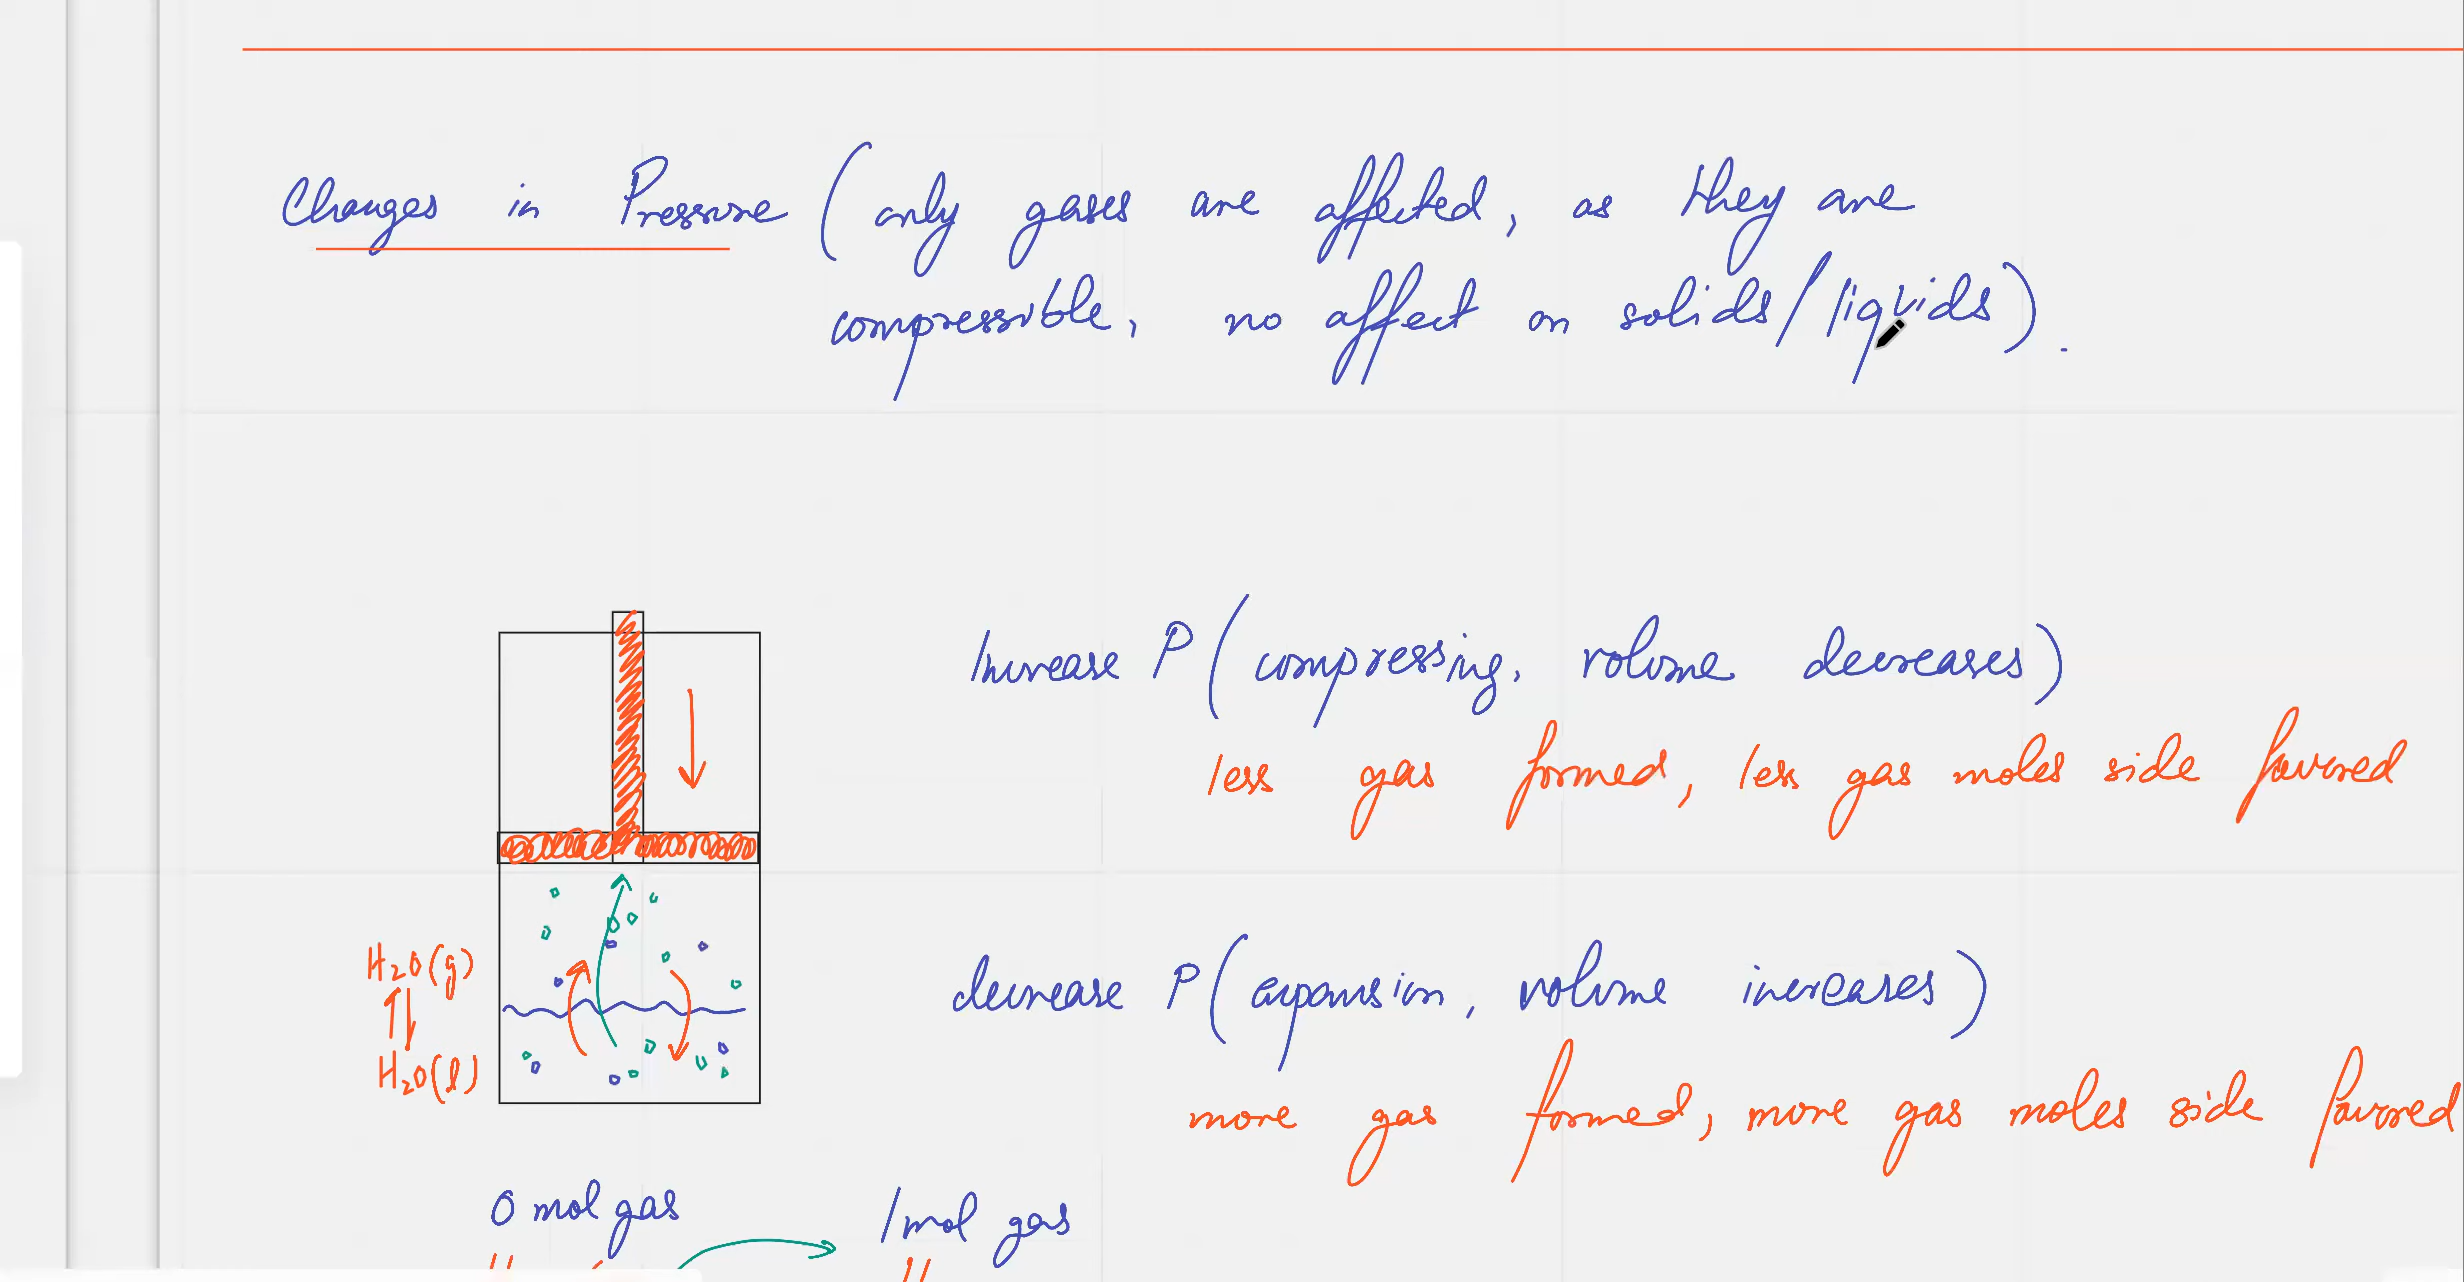 Changes in Pressure (only gases are affected, as they are
compressible, no affect on solids/liquids).
Increase P (compressing, volume decreases)
less gas formed, less gas moles side favored
H₂O(g)
H₂O(l)
decrease P (expansion, volume increases)
more gas formed, more gas moles side favored
0 mol gas 1 mol gas